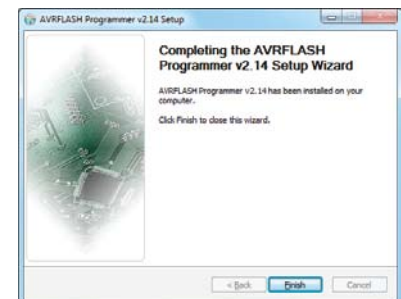 AVRFLASH Programmer v2.14 Setup
Completing the AVRFLASH
Programmer v2.14 Setup Wizard
AVRFLASH Programmer v2.14 has been installed on your
computer.
Click Finish to close this wizard.
< Back
Finish
Cancel